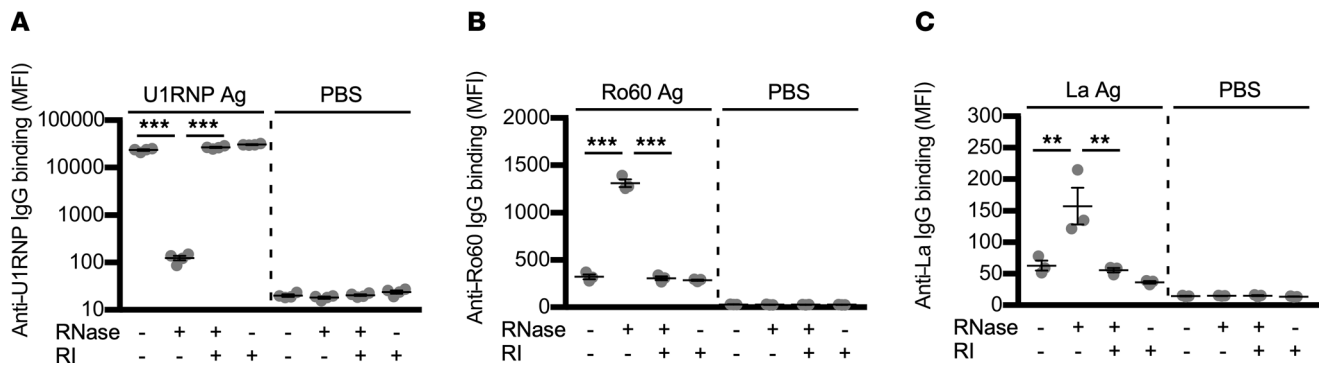 A
Anti-U1RNP IgG binding (MFI)
U1RNP Ag PBS
100000
10000
1000
100
10
*** ***
RNase - + + - - + + -
RI - - + + - - + +
B
Anti-Ro60 IgG binding (MFI)
Ro60 Ag PBS
2000
1500
1000
500
0
*** ***
RNase - + + - - + + -
RI - - + + - - + +
C
Anti-La IgG binding (MFI)
La Ag PBS
300
250
200
150
100
50
0
** **
RNase - + + - - + + -
RI - - + + - - + +